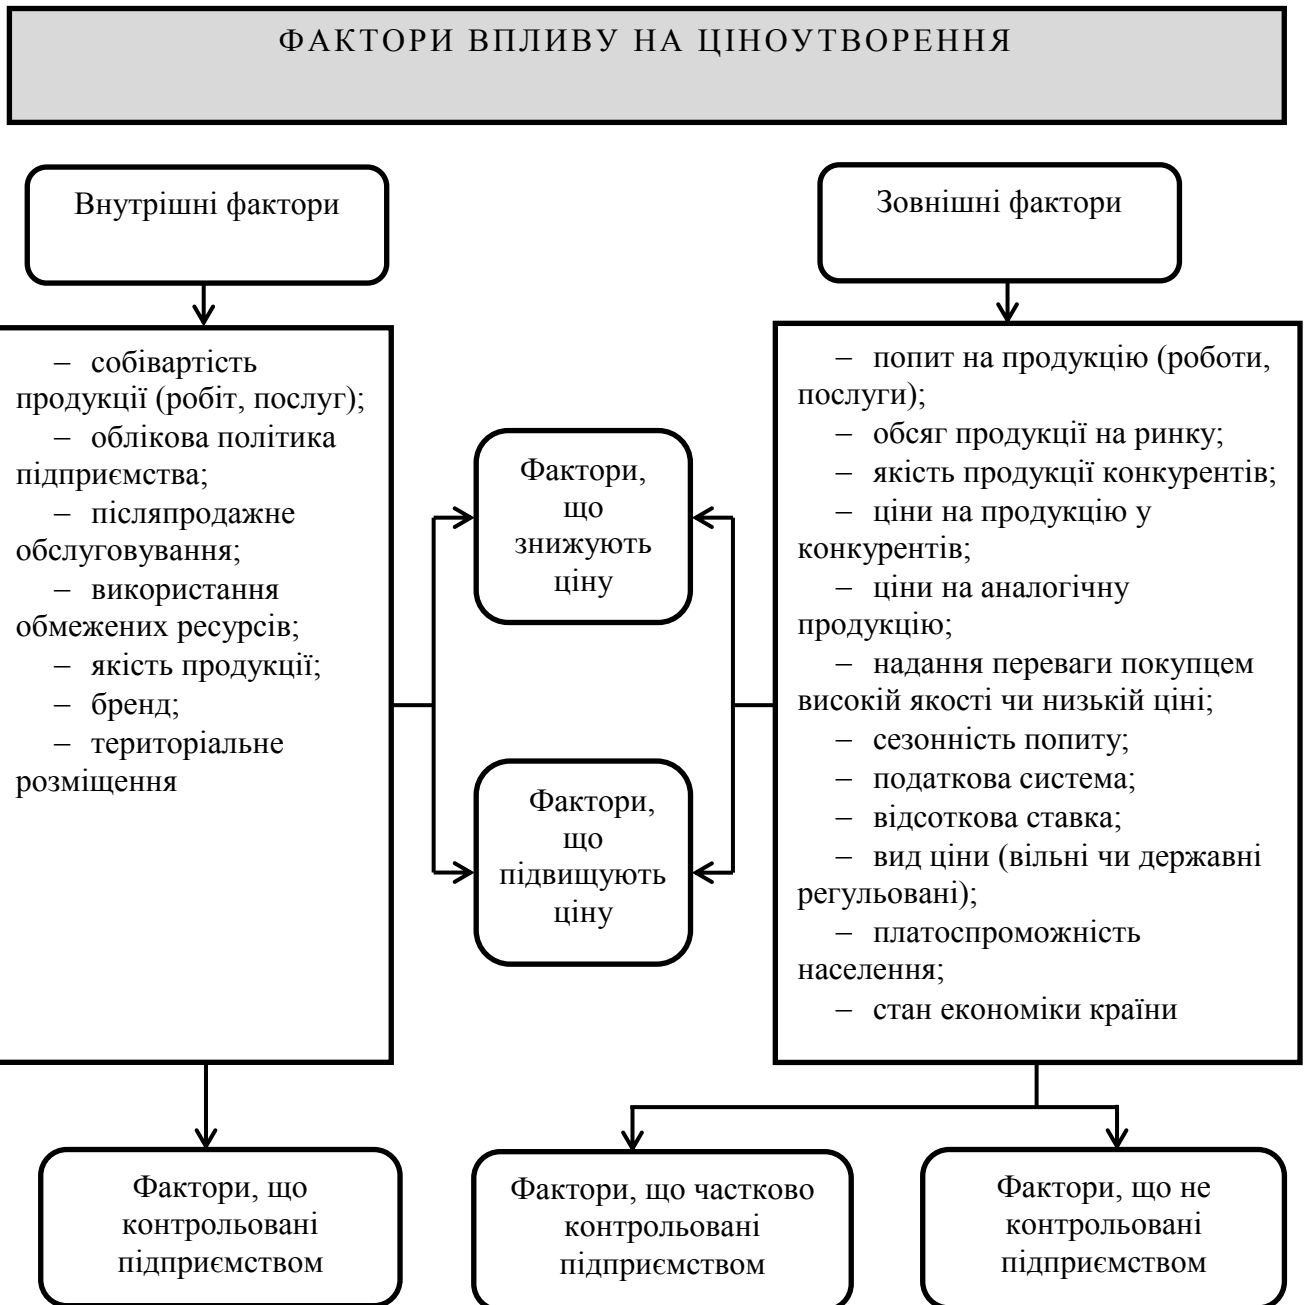 ФАКТОРИ ВПЛИВУ НА ЦІНОУТВОРЕННЯ
Внутрішні фактори
Зовнішні фактори
– собівартість
продукції (робіт, послуг);
– облікова політика
підприємства;
– післяпродажне
обслуговування;
– використання
обмежених ресурсів;
– якість продукції;
– бренд;
– територіальне
розміщення
Фактори,
що
знижують
ціну
Фактори,
що
підвищують
ціну
– попит на продукцію (роботи,
послуги);
– обсяг продукції на ринку;
– якість продукції конкурентів;
– ціни на продукцію у
конкурентів;
– ціни на аналогічну
продукцію;
– надання переваги покупцем
високій якості чи низькій ціні;
– сезонність попиту;
– податкова система;
– відсоткова ставка;
– вид ціни (вільні чи державні
регульовані);
– платоспроможність
населення;
– стан економіки країни
Фактори, що
контрольовані
підприємством
Фактори, що частково
контрольовані
підприємством
Фактори, що не
контрольовані
підприємством